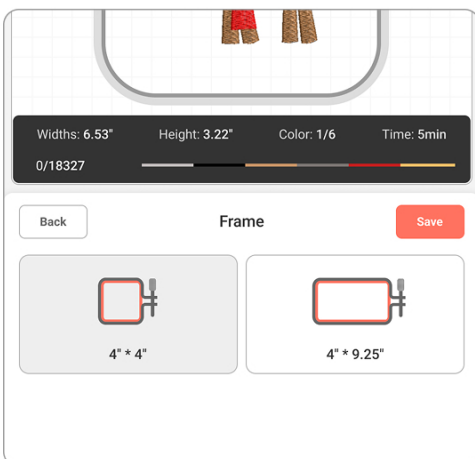 Widths: 6.53" Height: 3.22" Color: 1/6 Time: 5min
0/18327
Back Frame Save
4" * 4" 4" * 9.25"